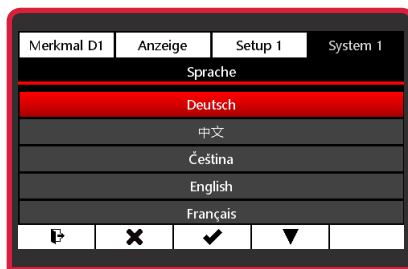 Merkmal D1 Anzeige Setup 1 System 1
Sprache
Deutsch
中文
Čeština
English
Français